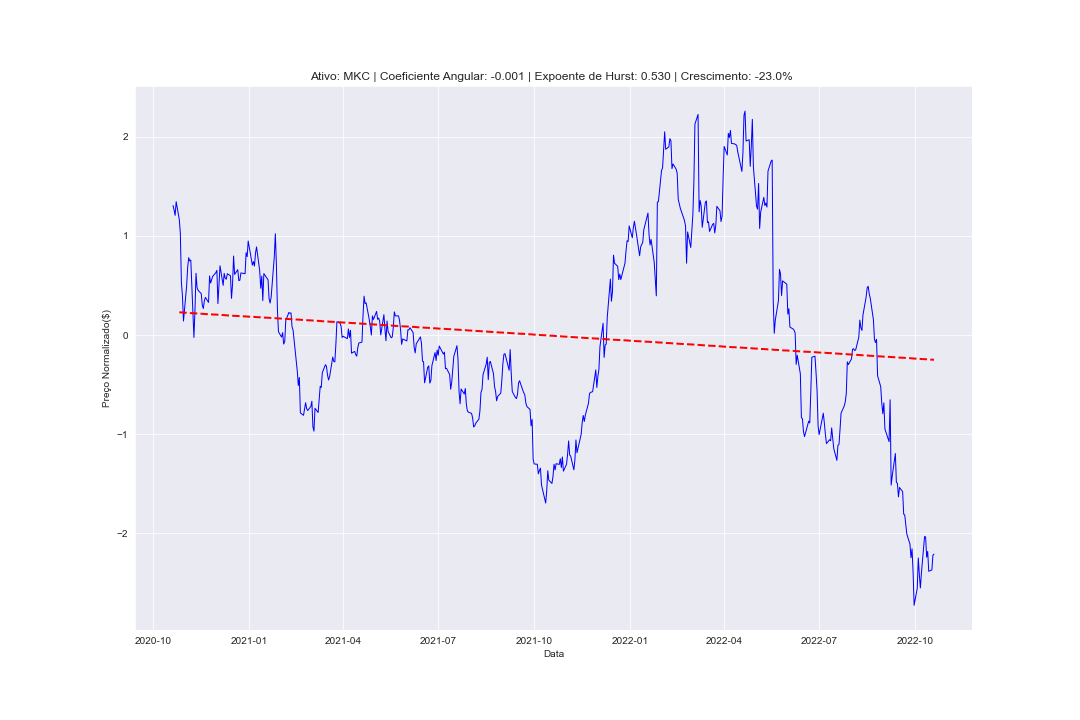 Ativo: MKC | Coeficiente Angular: -0.001 | Expoente de Hurst: 0.530 | Crescimento: -23.0%
Preço Normalizado($)
2
1
0
−1
−2
2020-10 2021-01 2021-04 2021-07 2021-10 2022-01 2022-04 2022-07 2022-10
Data